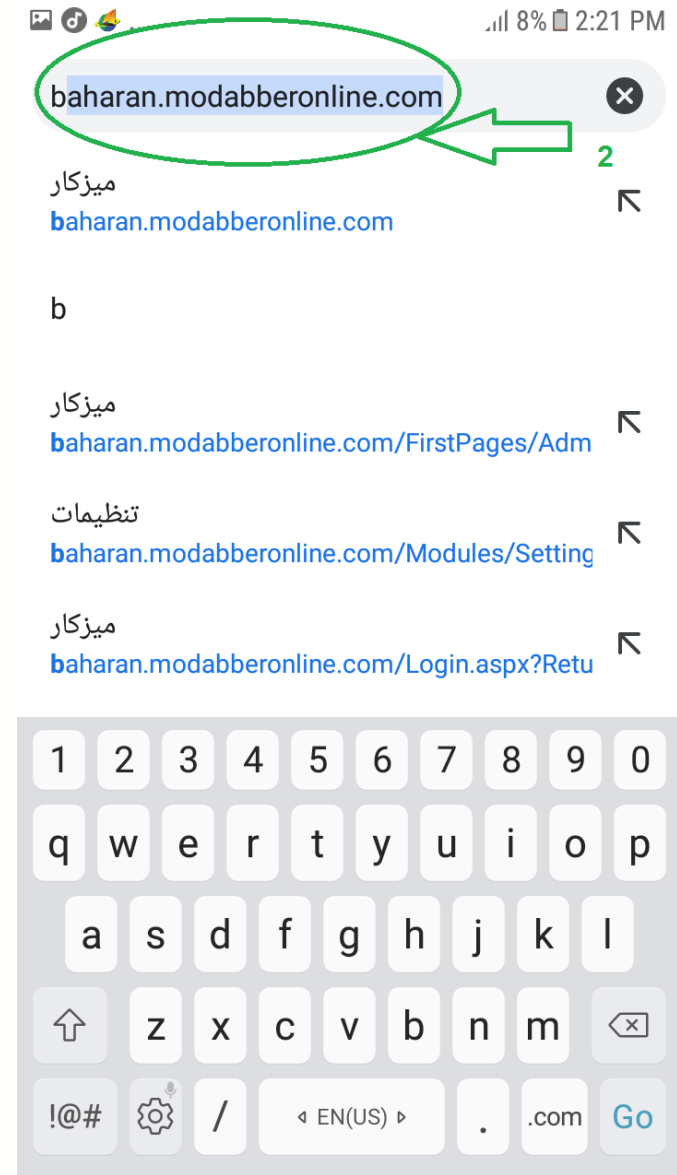 ... 8% 2:21 PM
baharan.modabberonline.com
2
میزکار
baharan.modabberonline.com
b
میزکار
baharan.modabberonline.com/FirstPages/Adm
تنظیمات
baharan.modabberonline.com/Modules/Setting
میزکار
baharan.modabberonline.com/Login.aspx?Retu
1 2 3 4 5 6 7 8 9 0
q w e r t y u i o p
a s d f g h j k l
z x c v b n m
!@# / EN(US) . .com Go